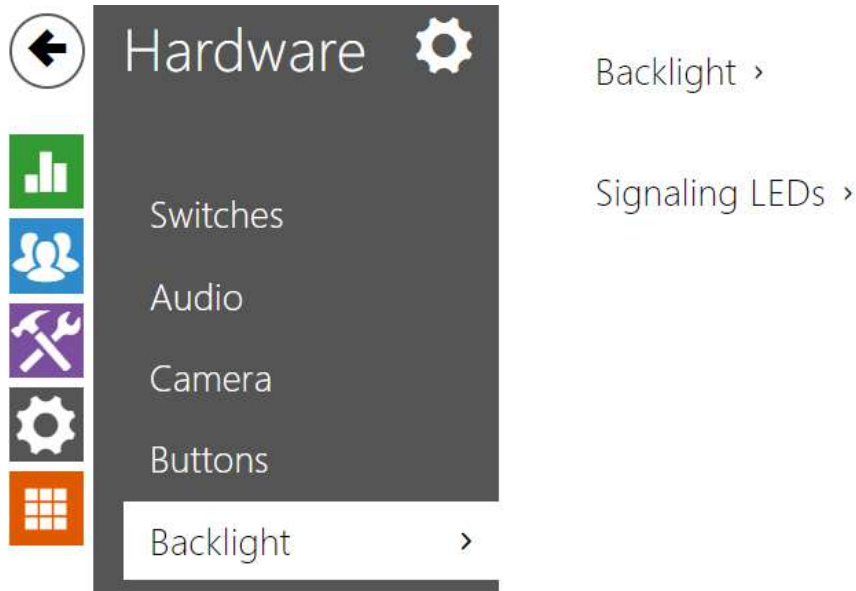 Hardware
Switches
Audio
Camera
Buttons
Backlight ›
Backlight ›
Signaling LEDs ›